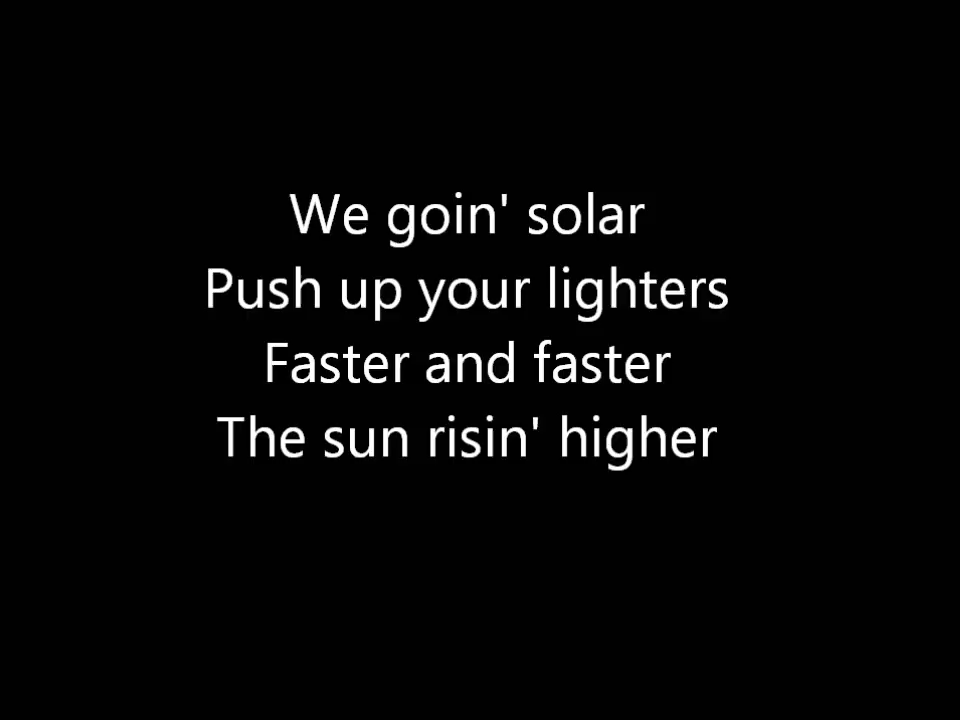 We goin' solar
Push up your lighters
Faster and faster
The sun risin' higher